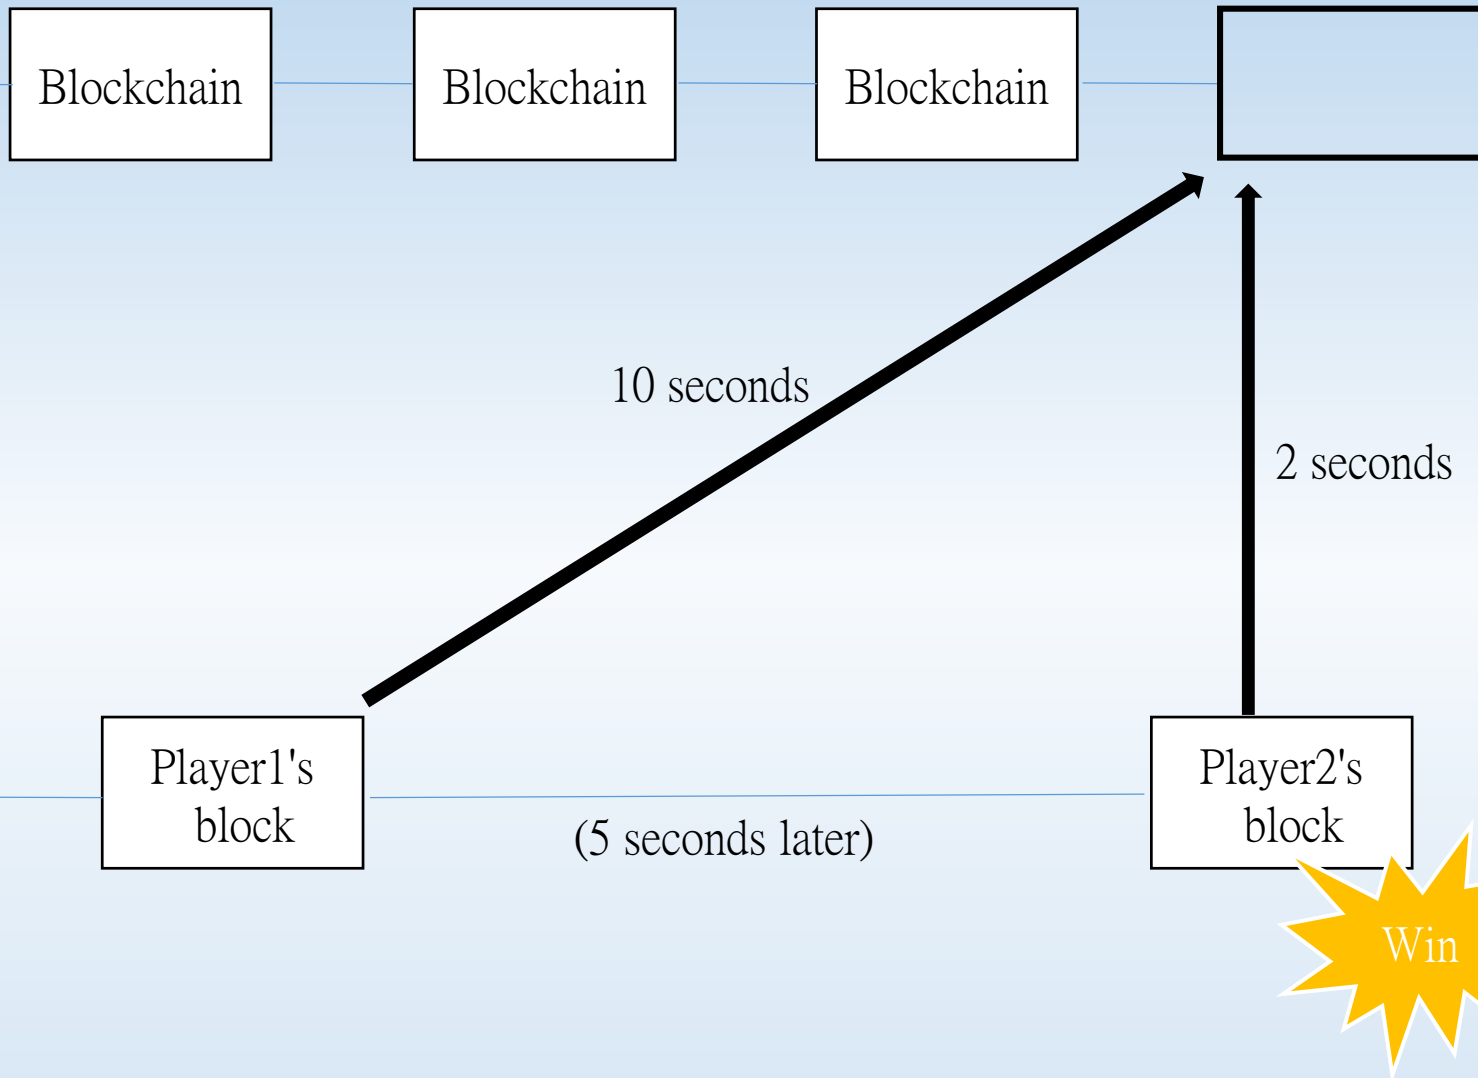 Blockchain
Blockchain
Blockchain
10 seconds
2 seconds
Player1's
block
(5 seconds later)
Player2's
block
Win